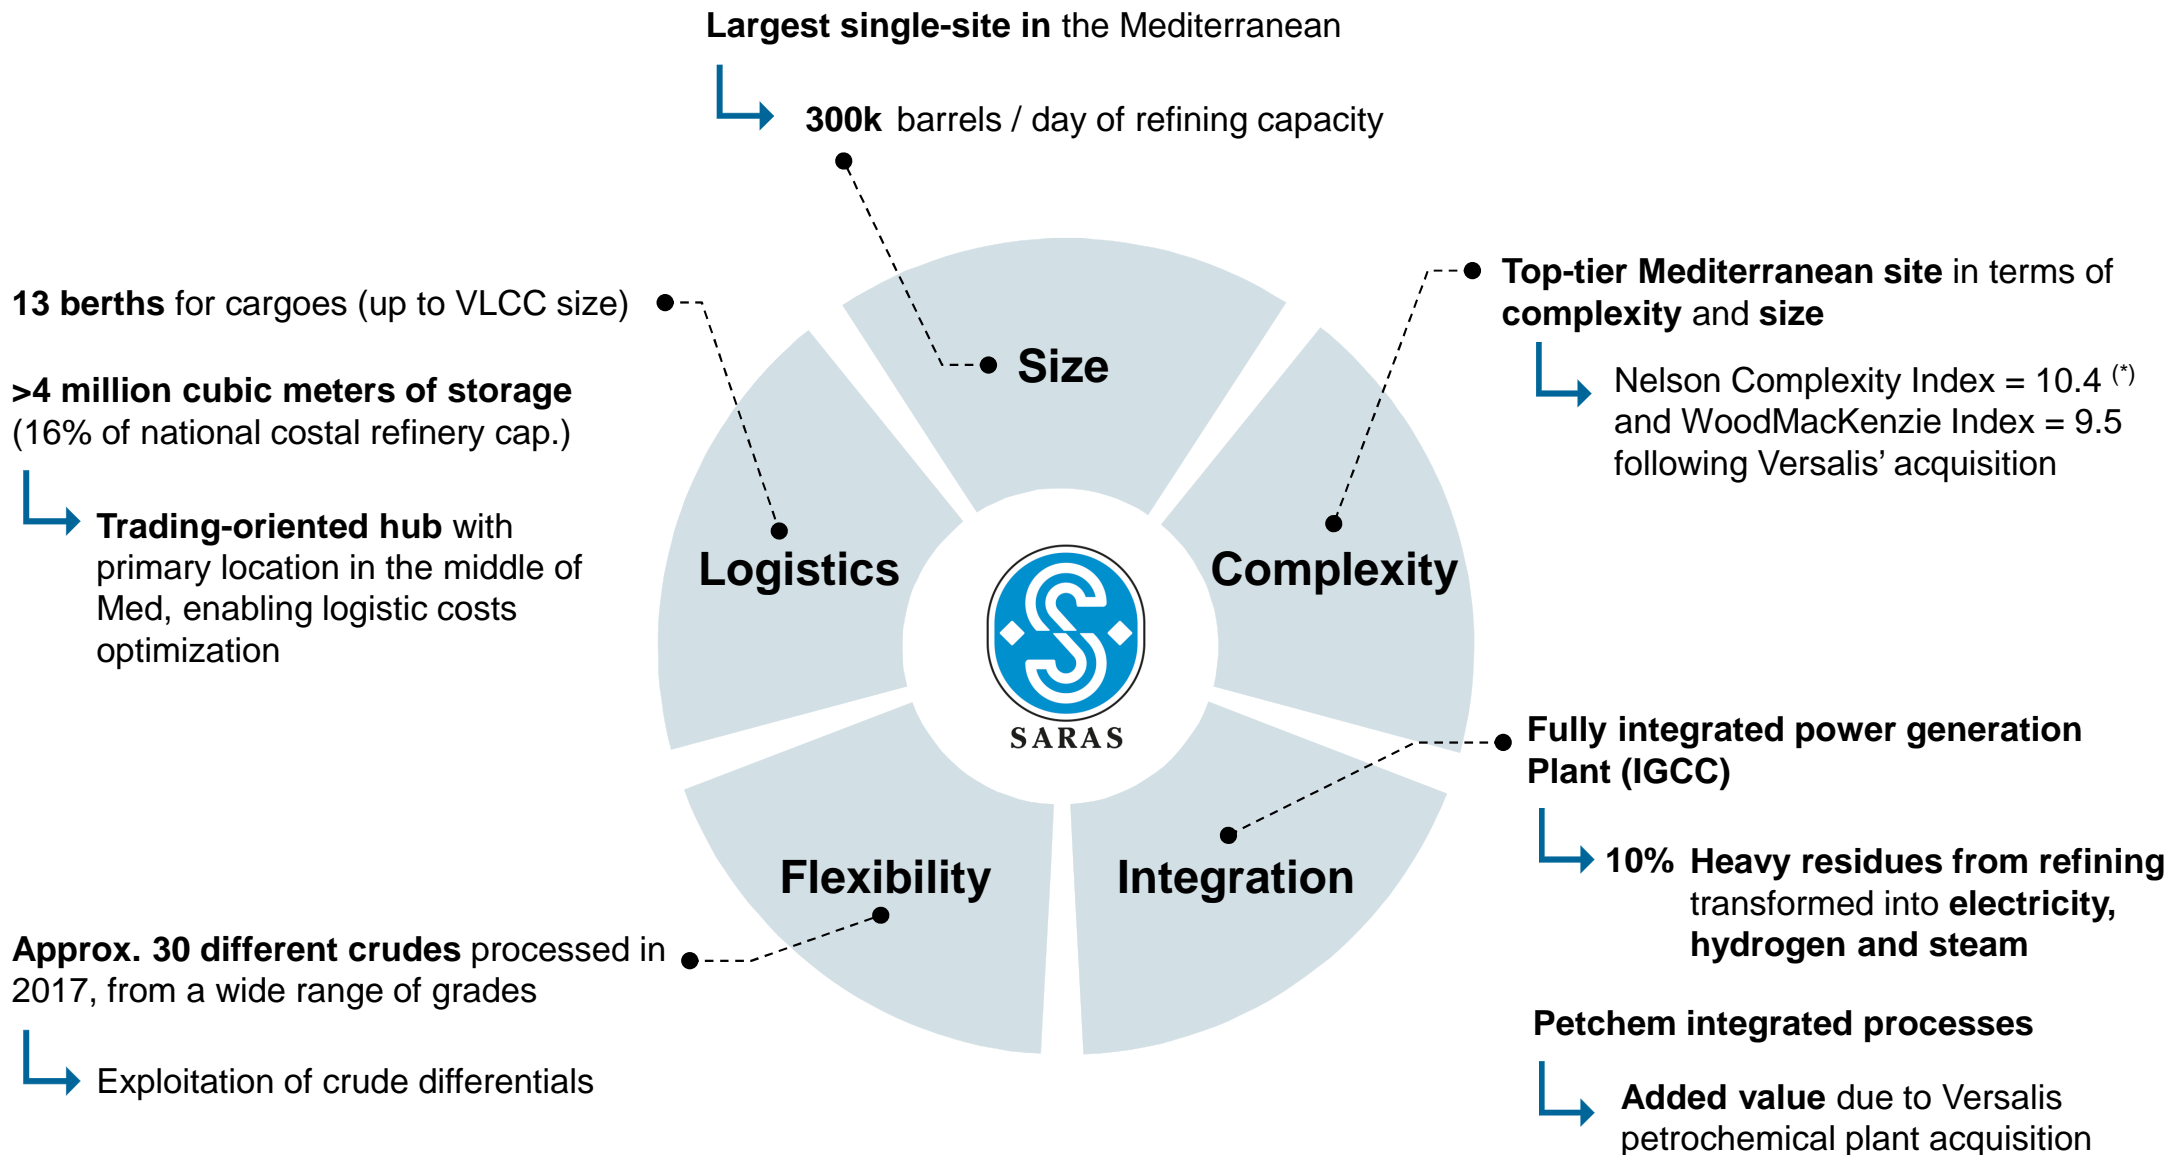 Largest single-site in the Mediterranean
300k barrels / day of refining capacity
13 berths for cargoes (up to VLCC size)
>4 million cubic meters of storage
(16% of national costal refinery cap.)
Trading-oriented hub with
primary location in the middle of
Med, enabling logistic costs
optimization
Size
Top-tier Mediterranean site in terms of
complexity and size
Nelson Complexity Index = 10.4 (*)
and WoodMacKenzie Index = 9.5
following Versalis’ acquisition
Logistics
Complexity
SARAS
Fully integrated power generation
Plant (IGCC)
10% Heavy residues from refining
transformed into electricity,
hydrogen and steam
Flexibility
Integration
Approx. 30 different crudes processed in
2017, from a wide range of grades
Exploitation of crude differentials
Petchem integrated processes
Added value due to Versalis
petrochemical plant acquisition